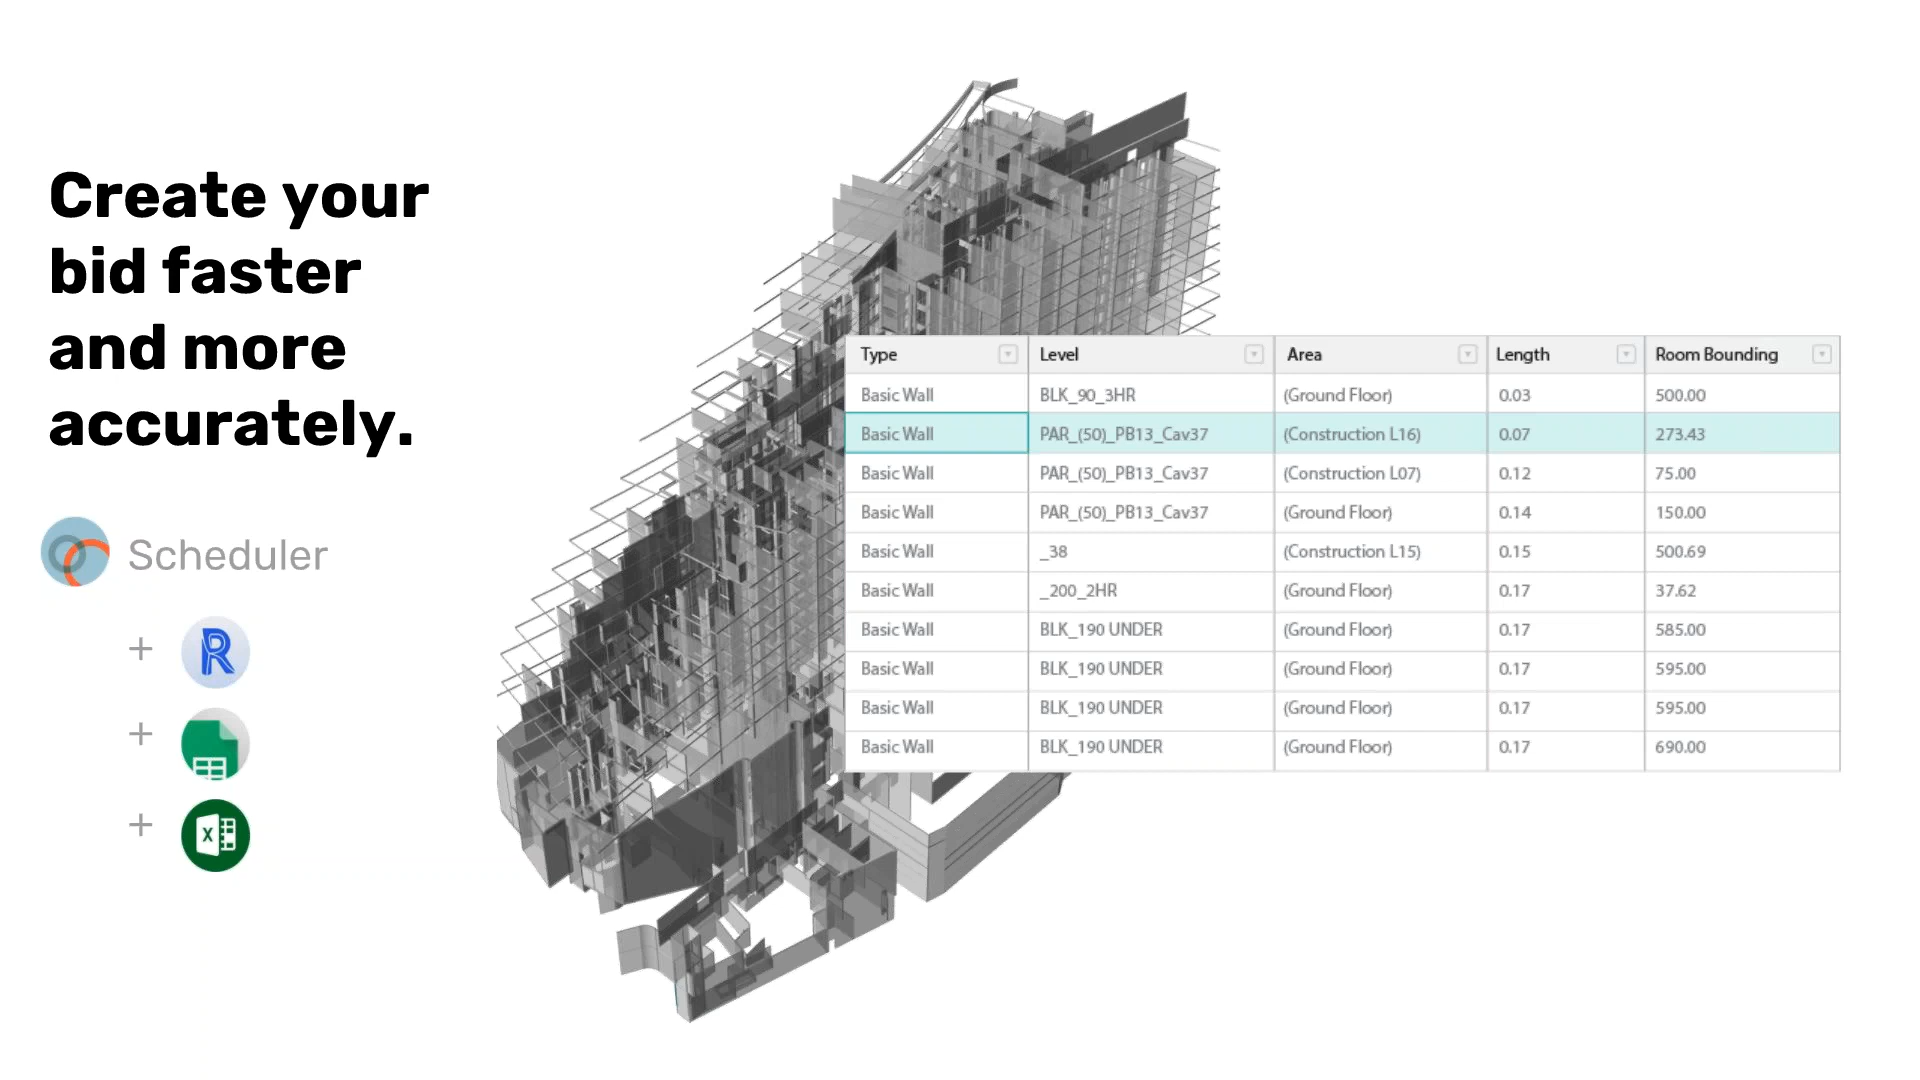 Create your
bid faster
and more
accurately.
Scheduler
+ R
+
+ X
Type Level Area Length Room Bounding
Basic Wall BLK_90_3HR (Ground Floor) 0.03 500.00
Basic Wall PAR_(50)_PB13_Cav37 (Construction L16) 0.07 273.43
Basic Wall PAR_(50)_PB13_Cav37 (Construction L07) 0.12 75.00
Basic Wall PAR_(50)_PB13_Cav37 (Ground Floor) 0.14 150.00
Basic Wall _38 (Construction L15) 0.15 500.69
Basic Wall _200_2HR (Ground Floor) 0.17 37.62
Basic Wall BLK_190 UNDER (Ground Floor) 0.17 585.00
Basic Wall BLK_190 UNDER (Ground Floor) 0.17 595.00
Basic Wall BLK_190 UNDER (Ground Floor) 0.17 595.00
Basic Wall BLK_190 UNDER (Ground Floor) 0.17 690.00